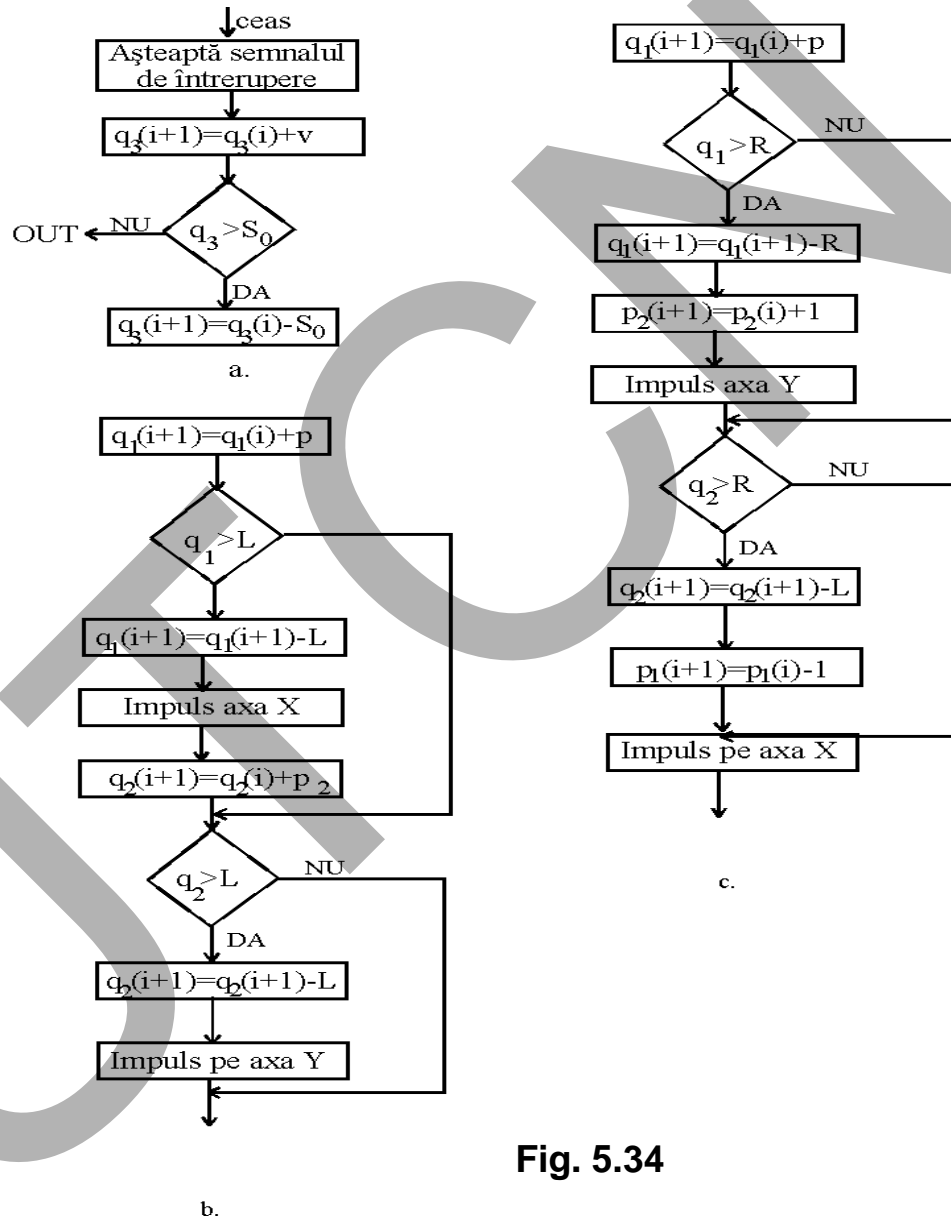 ceas
Aşteaptă semnalul
de întrerupere
q3(i+1)=q3(i)+v
q3>S0
NU
OUT
DA
q3(i+1)=q3(i)-S0
a.
q1(i+1)=q1(i)+p
q1>L
q1(i+1)=q1(i+1)-L
Impuls axa X
q2(i+1)=q2(i)+p2
q2>L
NU
DA
q2(i+1)=q2(i+1)-L
Impuls pe axa Y
b.
q1(i+1)=q1(i)+p
q1>R
NU
DA
q1(i+1)=q1(i+1)-R
p2(i+1)=p2(i)+1
Impuls axa Y
q2>R
NU
DA
q2(i+1)=q2(i+1)-L
p1(i+1)=p1(i)-1
Impuls pe axa X
c.
Fig. 5.34
UTCN